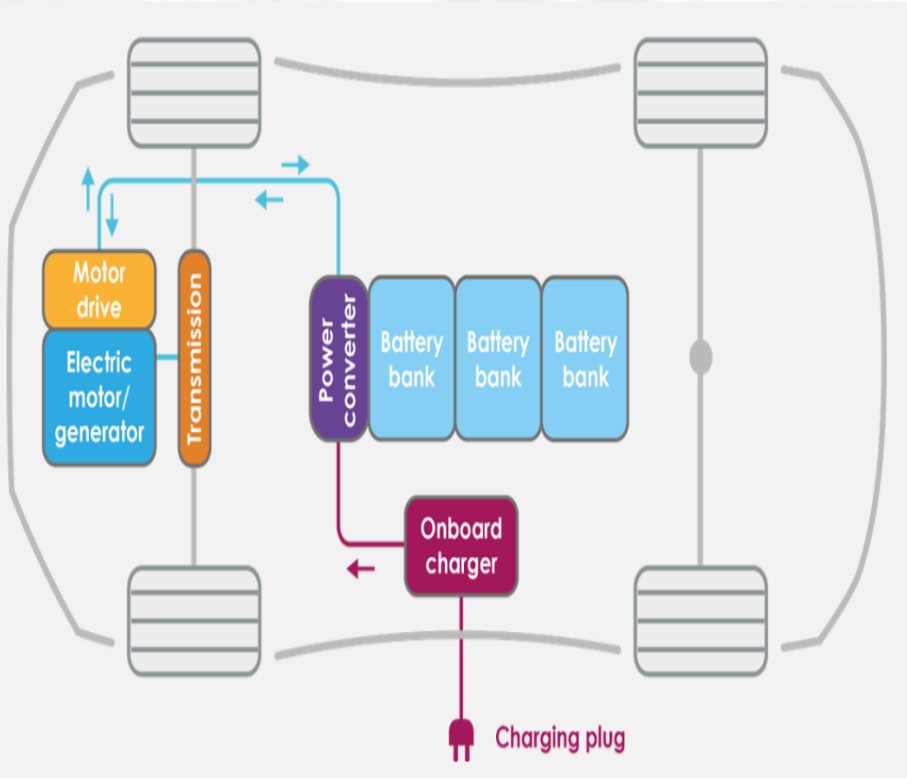 Motor
drive
Electric
motor/
generator
Transmission
Power
converter
Battery
bank
Battery
bank
Battery
bank
Onboard
charger
Charging plug